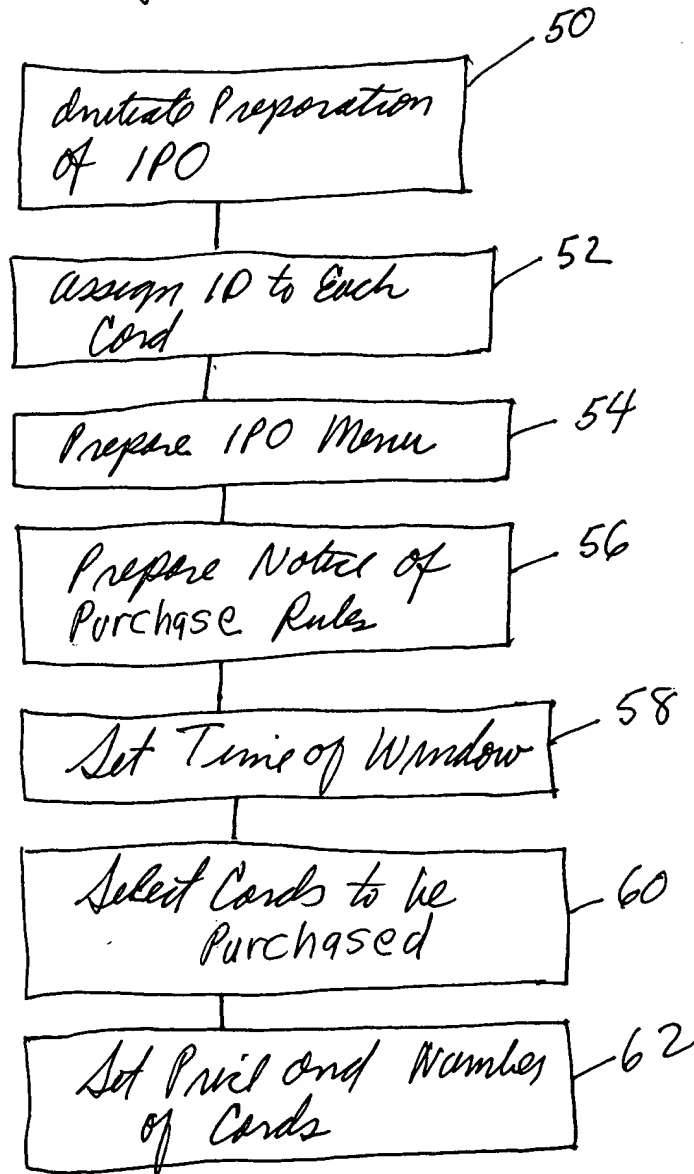 50
Initiate Preparation
of IPO
52
Assign ID to Each
Card
54
Prepare IPO Menu
56
Prepare Notice of
Purchase Rules
58
Set Time of Window
60
Select Cards to be
Purchased
62
Set Price and Number
of Cards